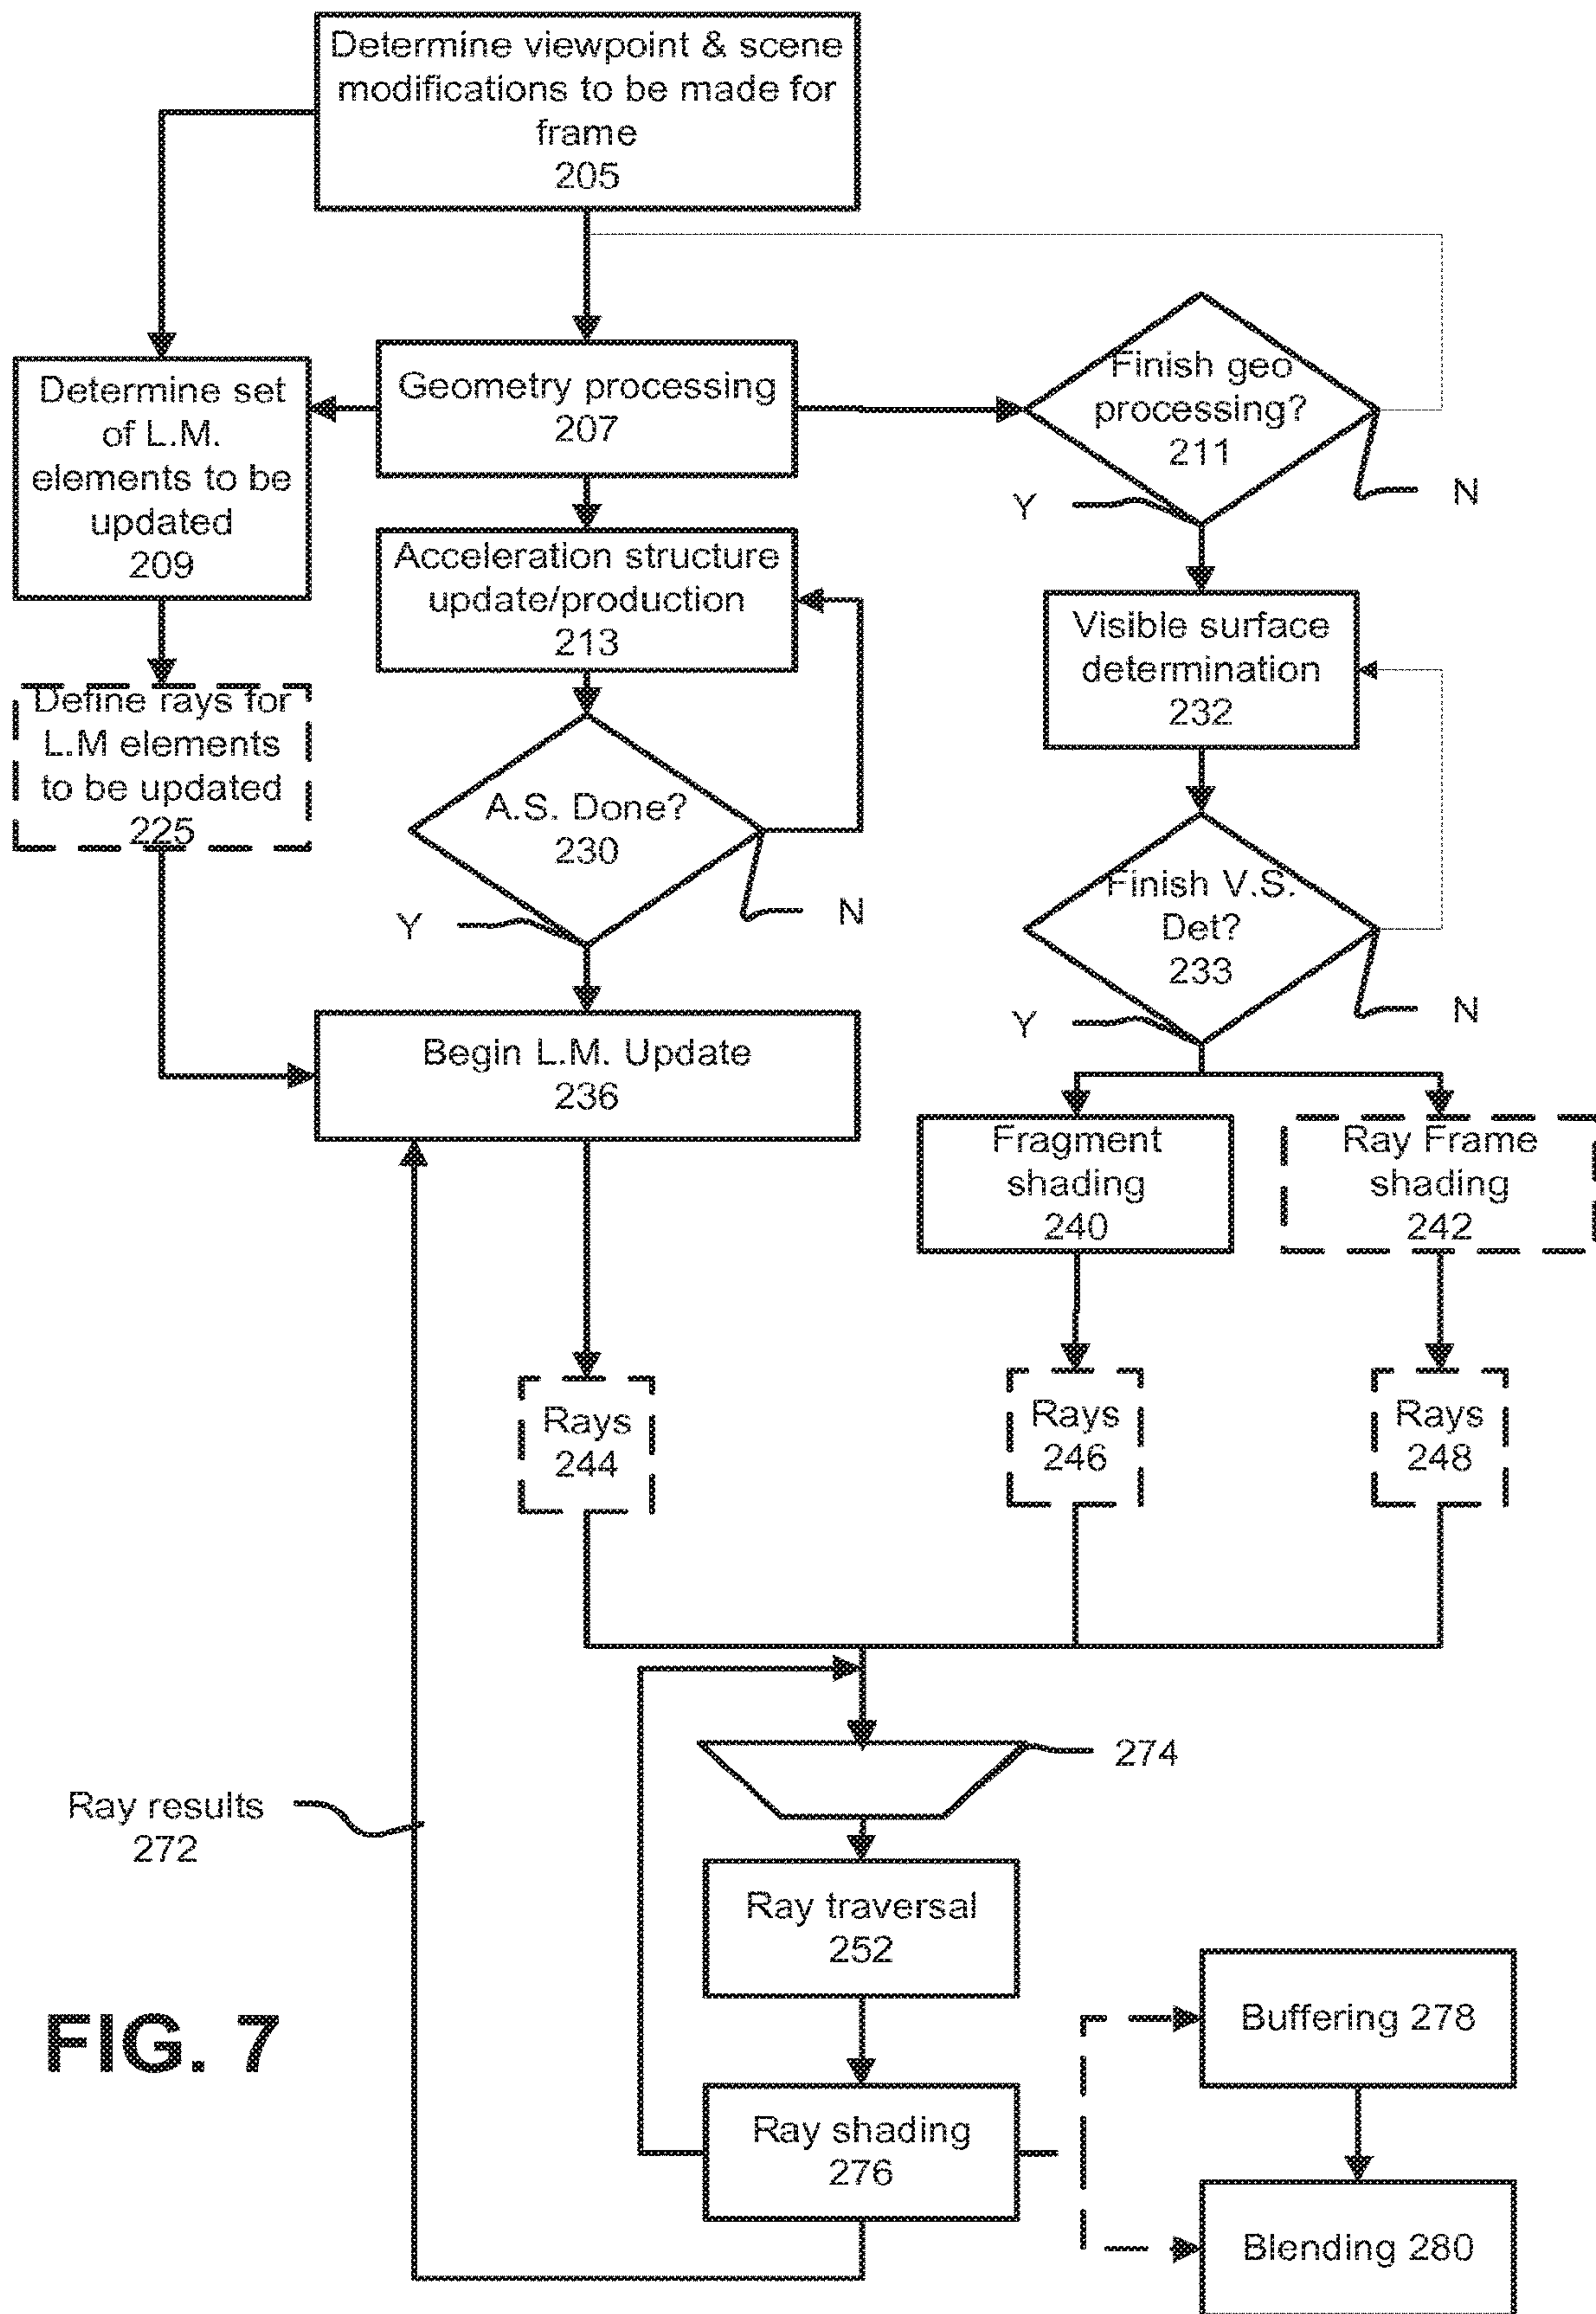 Determine viewpoint & scene
modifications to be made for
frame
205
Determine set
of L.M.
elements to be
updated
209
Geometry processing
207
Finish geo
processing?
211
Y
N
Acceleration structure
update/production
213
Visible surface
determination
232
Define rays for
L.M elements
to be updated
225
A.S. Done?
230
Y
N
Finish V.S.
Det?
233
Y
N
Begin L.M. Update
236
Fragment
shading
240
Ray Frame
shading
242
Rays
244
Rays
246
Rays
248
274
Ray results
272
Ray traversal
252
Buffering 278
Ray shading
276
Blending 280
FIG. 7